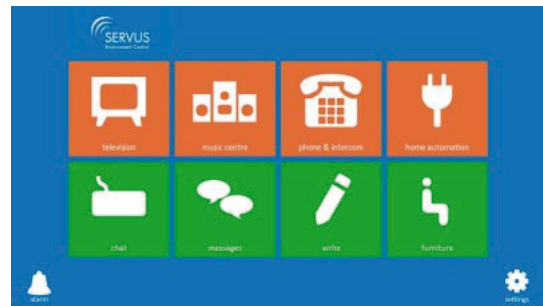 SERVUS
Environment Control
television
music centre
phone & intercom
home automation
chat
messages
write
furniture
alarm
settings